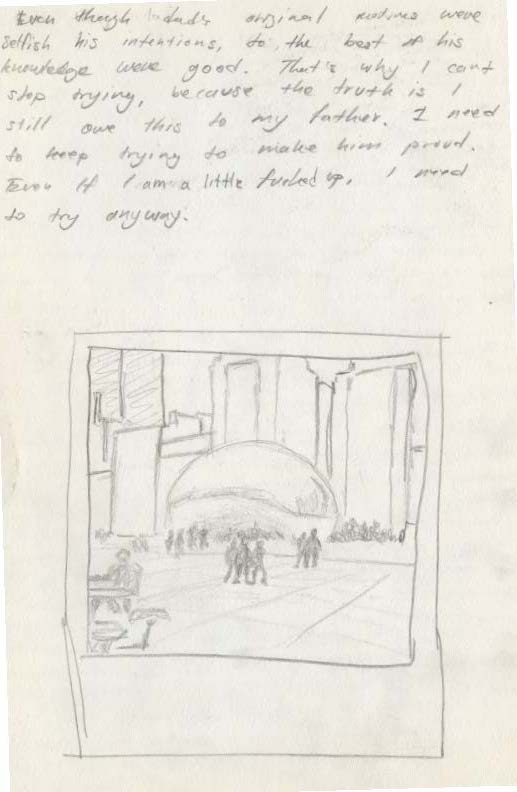 Even though dad's original motives were
selfish his intentions, to the best of his
knowledge were good. That's why I cant
stop trying, because the truth is I
still owe this to my father. I need
to keep trying to make him proud.
Even If I am a little fucked up, I need
to try anyway.